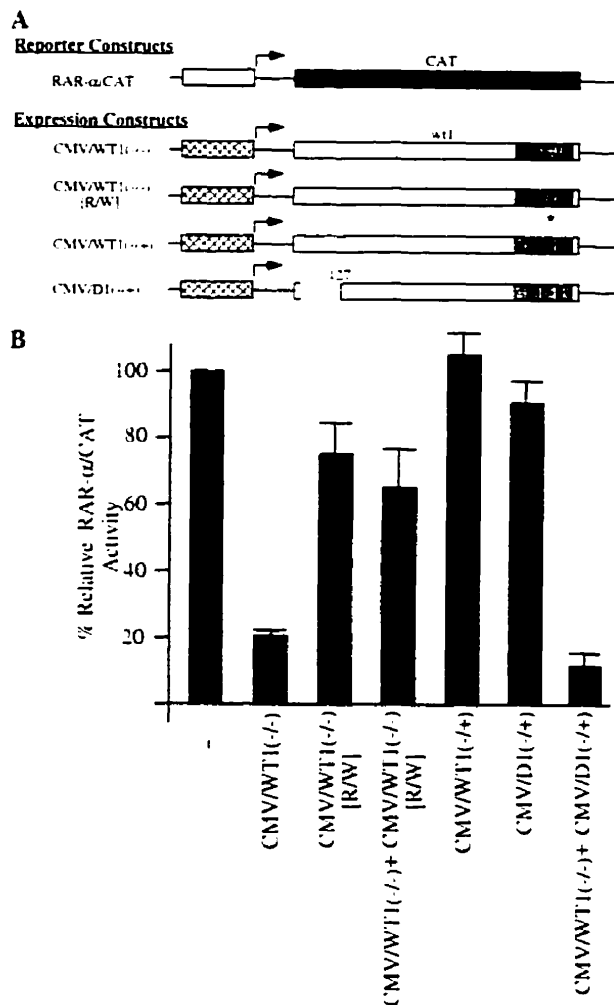 A
Reporter Constructs
CAT
RAR-α/CAT
Expression Constructs
wt1
CMV/WT1(-/-)
CMV/WT1(-/-)
[R/W]
*
CMV/WT1(-/+)
127
CMV/D1(-/+)
B
% Relative RAR-α/CAT
Activity
100
80
60
40
20
CMV/WT1(-/-)
CMV/WT1(-/-)
[R/W]
CMV/WT1(-/-)+ CMV/WT1(-/-)
[R/W]
CMV/WT1(-/+)
CMV/D1(-/+)
CMV/WT1(-/-)+ CMV/D1(-/+)